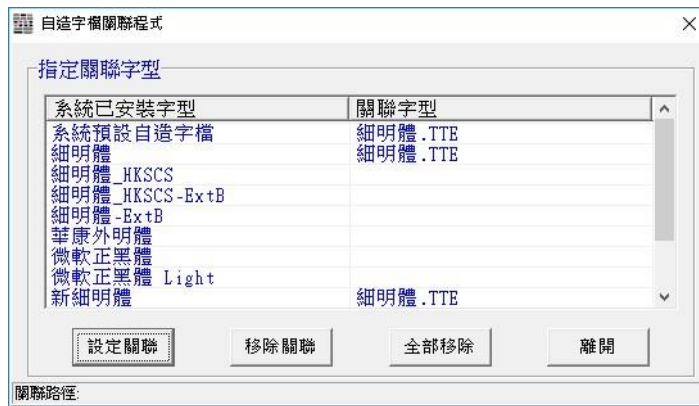 自造字檔關聯程式
指定關聯字型
系統已安裝字型 關聯字型
系統預設自造字檔 細明體.TTE
細明體 細明體.TTE
細明體_HKSCS
細明體_HKSCS-ExtB
細明體-ExtB
華康外明體
微軟正黑體
微軟正黑體 Light
新細明體 細明體.TTE
設定關聯 移除關聯 全部移除 離開
關聯路徑: